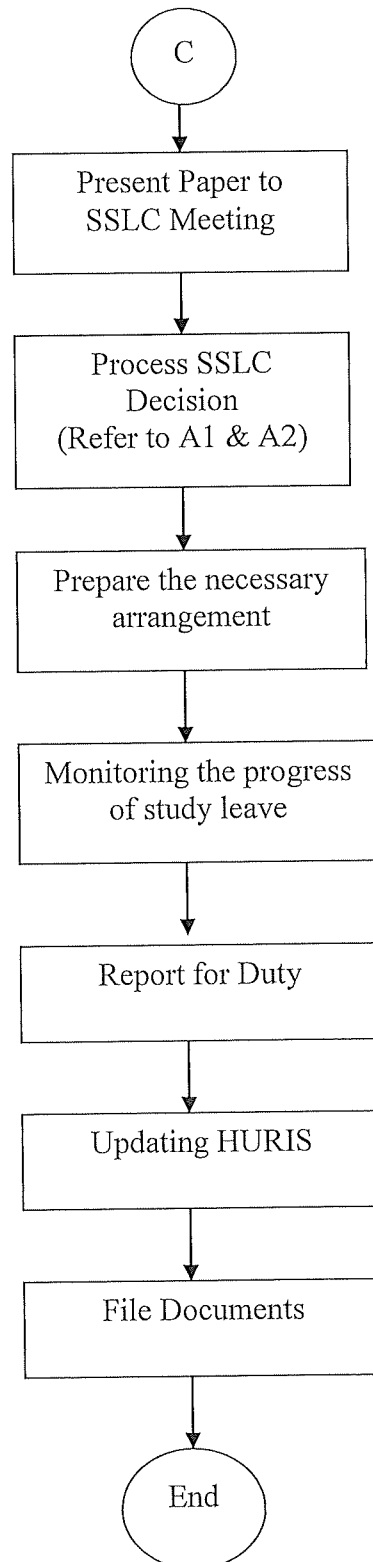 C
Present Paper to
SSLC Meeting
Process SSLC
Decision
(Refer to A1 & A2)
Prepare the necessary
arrangement
Monitoring the progress
of study leave
Report for Duty
Updating HURIS
File Documents
End